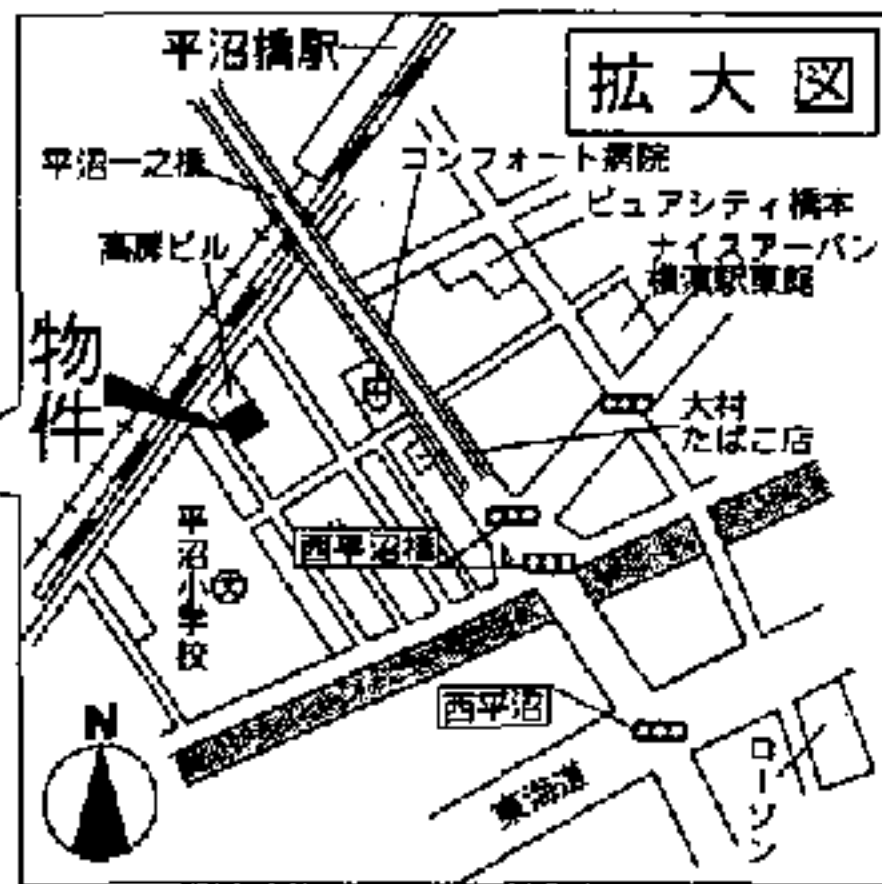 平沼橋駅
拡大図
平沼一之橋
コンフォート病院
ピュアシティ橋本
高房ビル
ナイスアーバン
横濱駅東館
物件
大村
たばこ店
西平沼橋
平沼小学校
文
西平沼
N
東海道
ローソン